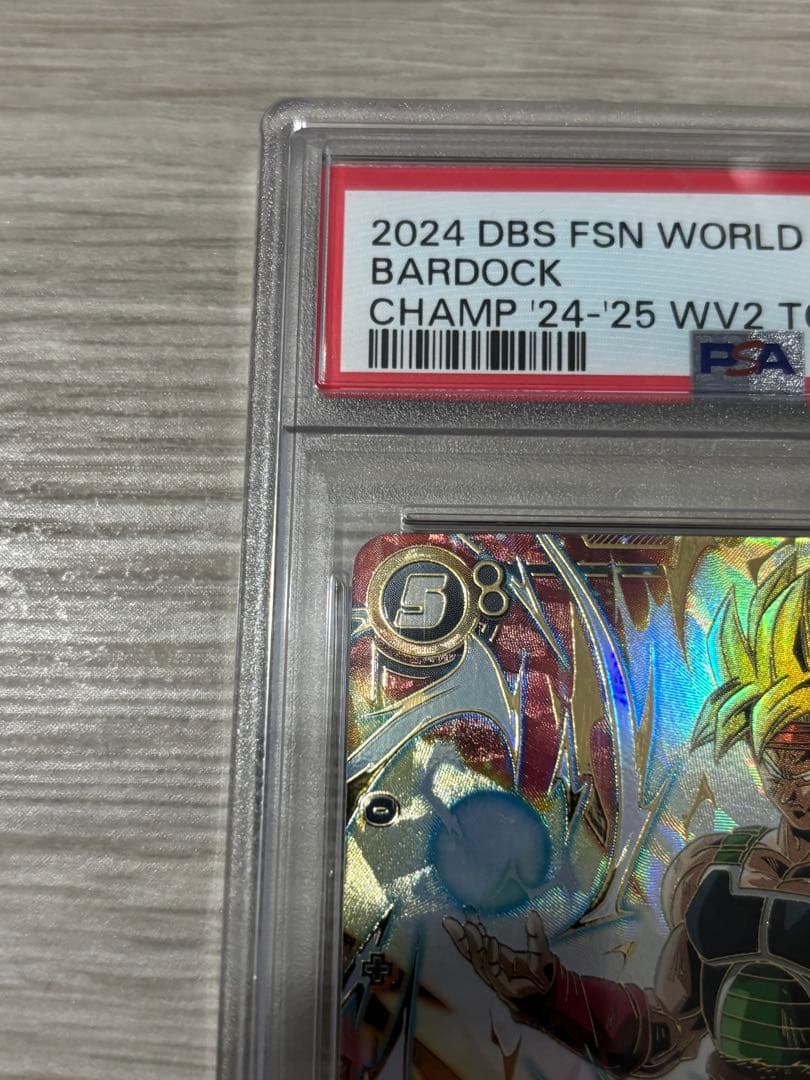 2024 DBS FSN WORLD
BARDOCK
CHAMP '24-'25 WV2
PSA
5 8